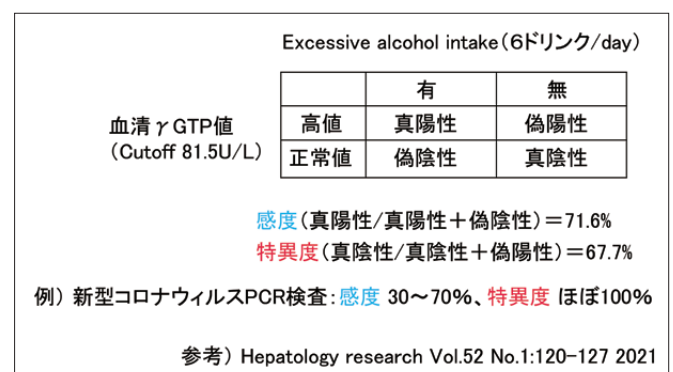 Excessive alcohol intake(6ドリンク/day)
有 無
血清γGTP値 高値 真陽性 偽陽性
(Cutoff 81.5U/L) 正常値 偽陰性 真陰性
感度(真陽性/真陽性+偽陰性)=71.6%
特異度(真陰性/真陰性+偽陽性)=67.7%
例) 新型コロナウィルスPCR検査:感度 30~70%、特異度 ほぼ100%
参考) Hepatology research Vol.52 No.1:120-127 2021